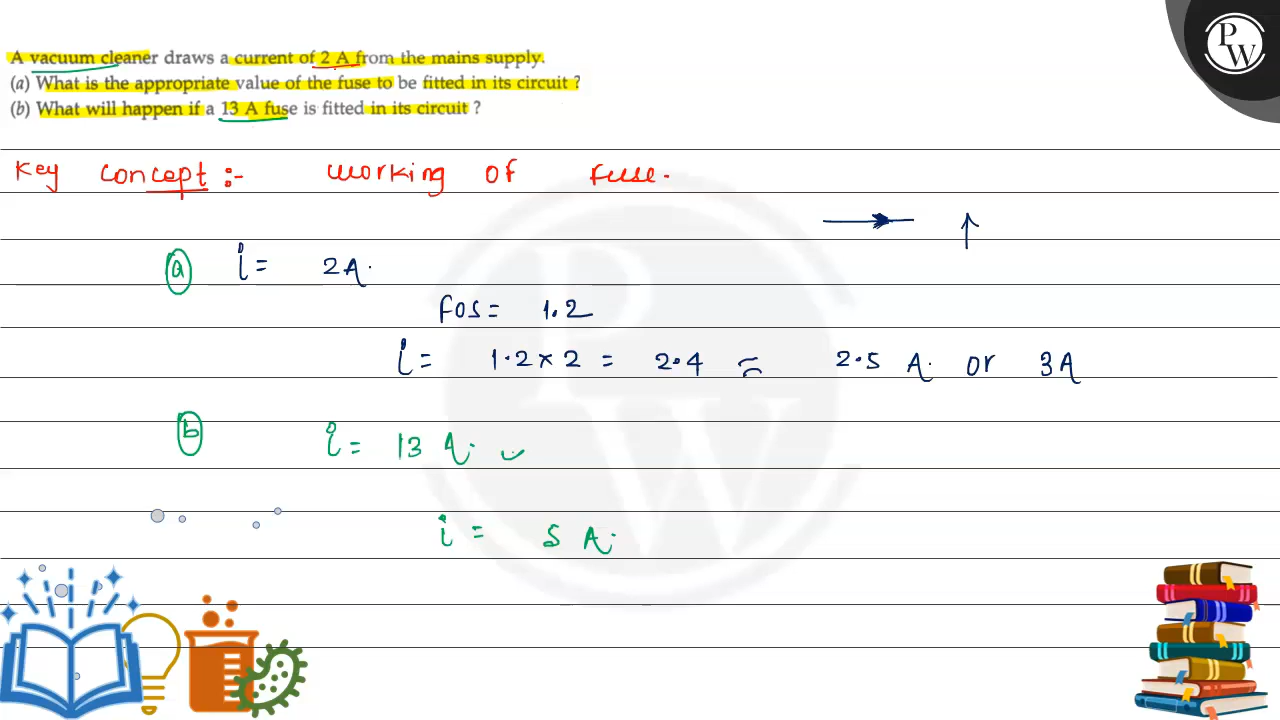 PW
A vacuum cleaner draws a current of 2 A from the mains supply.
(a) What is the appropriate value of the fuse to be fitted in its circuit ?
(b) What will happen if a 13 A fuse is fitted in its circuit ?
Key concept :- working of fuse.
(a) i = 2A.
fos = 1.2
i = 1.2 × 2 = 2.4 ≈ 2.5 A. or 3A
(b) i = 13 A.
i = 5 A.